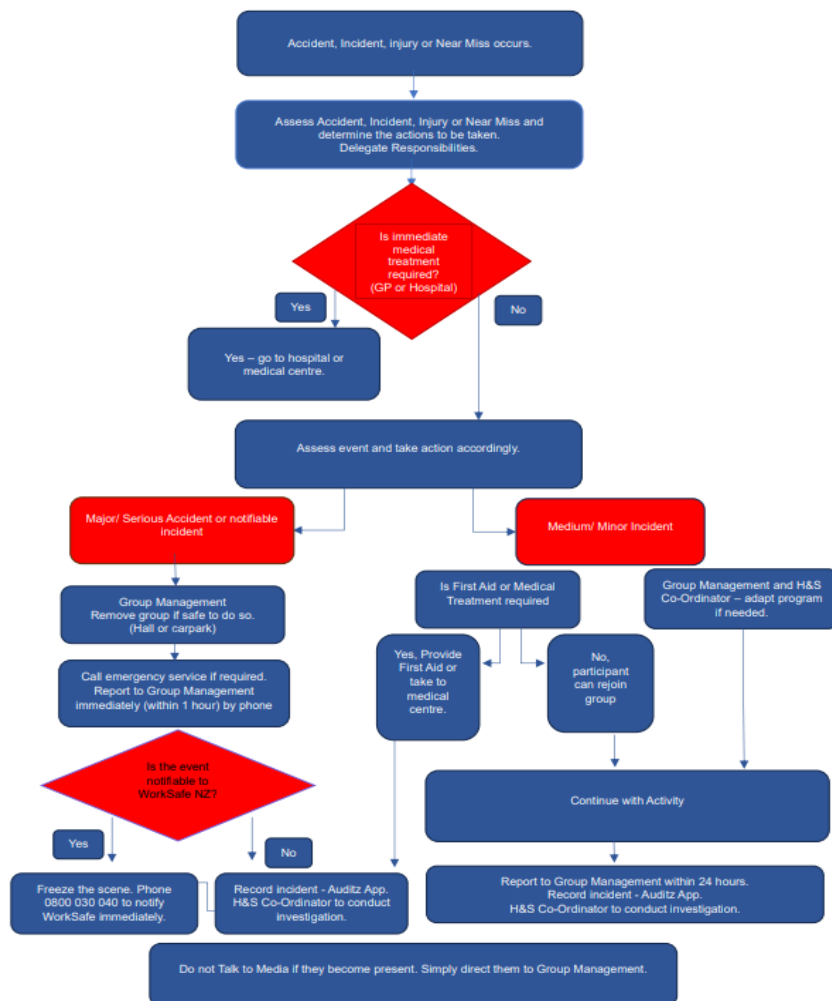 Accident, Incident, injury or Near Miss occurs.
Assess Accident, Incident, Injury or Near Miss and
determine the actions to be taken.
Delegate Responsibilities.
Is immediate
medical
treatment
required?
(GP or Hospital)
Yes
No
Yes – go to hospital or
medical centre.
Assess event and take action accordingly.
Major/ Serious Accident or notifiable
incident
Medium/ Minor Incident
Group Management
Remove group if safe to do so.
(Hall or carpark)
Is First Aid or Medical
Treatment required
Group Management and H&S
Co-Ordinator – adapt program
if needed.
Call emergency service if required.
Report to Group Management
immediately (within 1 hour) by phone
Yes, Provide
First Aid or
take to
medical
centre.
No,
participant
can rejoin
group
Is the event
notifiable to
WorkSafe NZ?
Continue with Activity
Yes
No
Freeze the scene. Phone
0800 030 040 to notify
WorkSafe immediately.
Record incident - Auditz App.
H&S Co-Ordinator to conduct
investigation.
Report to Group Management within 24 hours.
Record incident - Auditz App.
H&S Co-Ordinator to conduct investigation.
Do not Talk to Media if they become present. Simply direct them to Group Management.